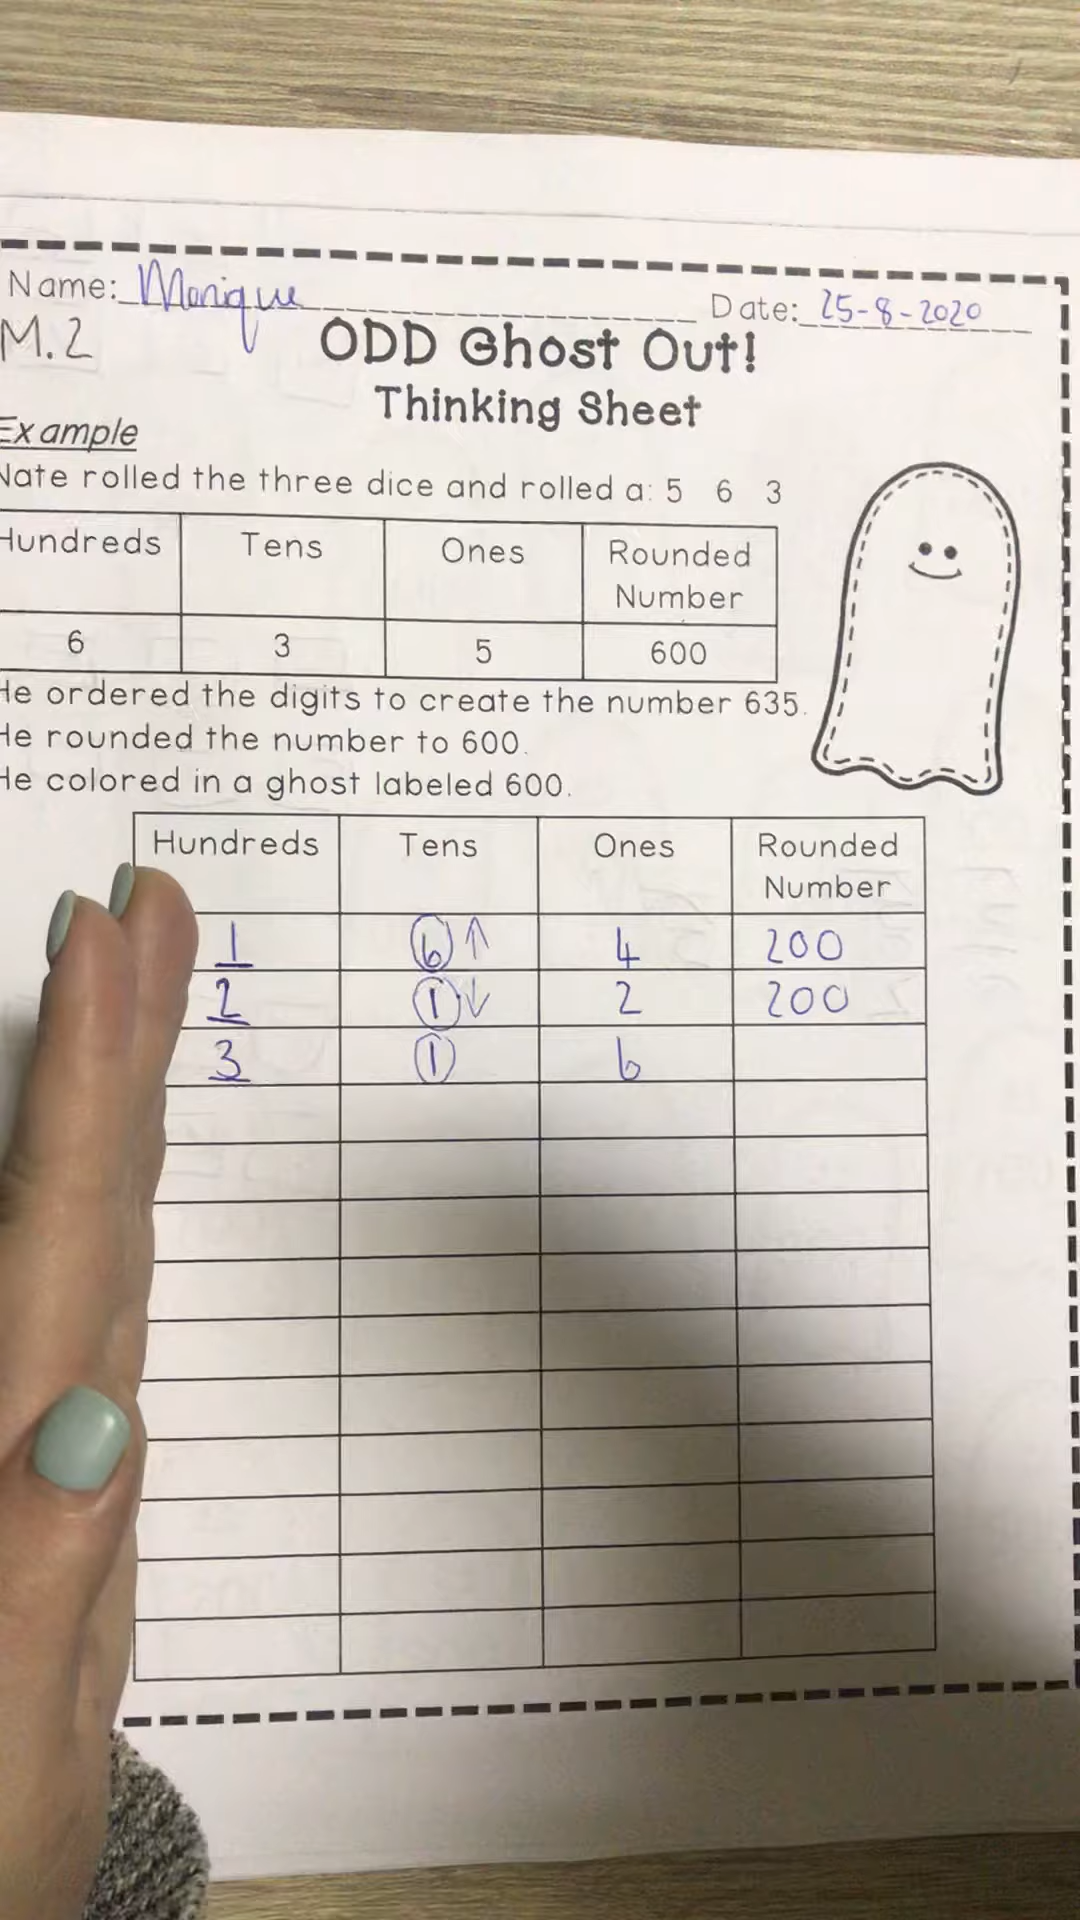 Name: Monique
Date: 25-8-2020
M.2
ODD Ghost Out!
Thinking Sheet
Example
Nate rolled the three dice and rolled a: 5 6 3
Hundreds Tens Ones Rounded Number
6 3 5 600
He ordered the digits to create the number 635.
He rounded the number to 600.
He colored in a ghost labeled 600.
Hundreds Tens Ones Rounded Number
1 6 ↑ 4 200
2 1 ↓ 2 200
3 1 6